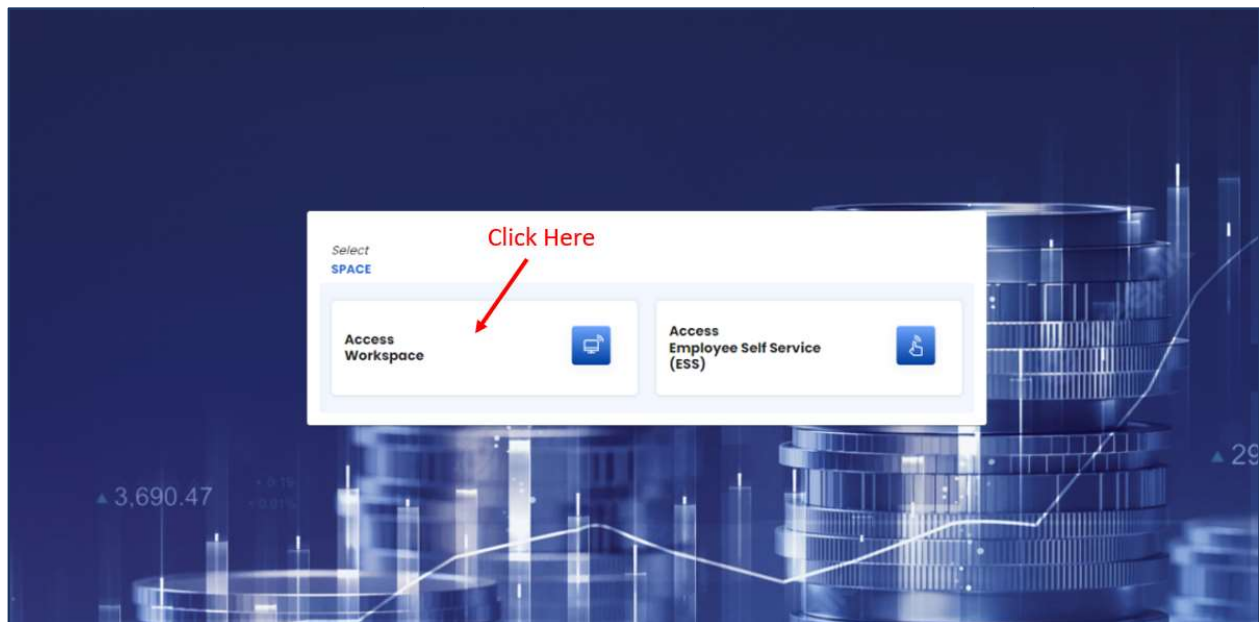 Click Here
Select
SPACE
Access
Workspace
Access
Employee Self Service
(ESS)
▲ 3,690.47
▲ 29